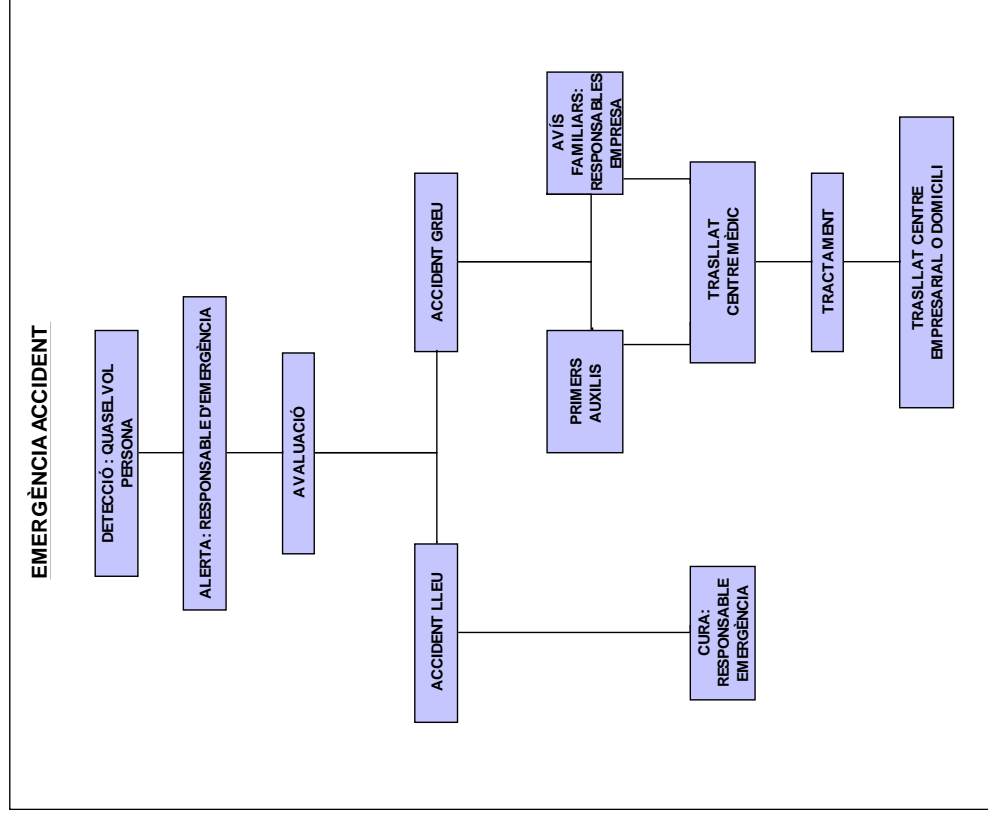 EMERGÈNCIA ACCIDENT
DETECCIÓ : QUASELVOL
PERSONA
ALERTA: RESPONSABLE D'EMERGÈNCIA
AVALUACIÓ
ACCIDENT LLEU
ACCIDENT GREU
CURA:
RESPONSABLE
EMERGÈNCIA
PRIMERS
AUXILIS
AVÍS
FAMILIARS:
RESPONSABLES
EMPRESA
TRASLLAT
CENTRE MÈDIC
TRACTAMENT
TRASLLAT CENTRE
EMPRESARIAL O DOMICILI